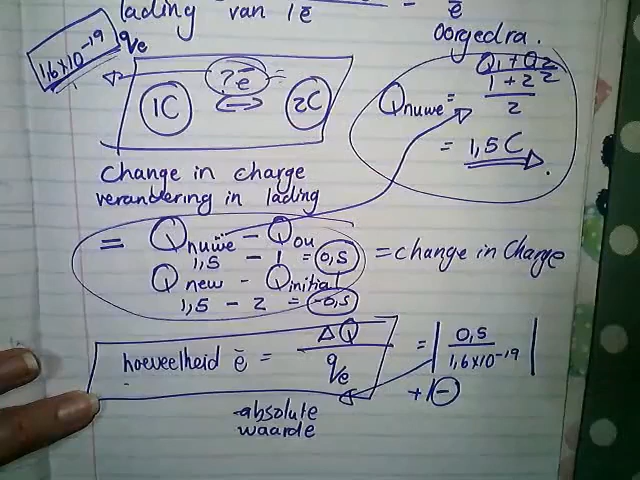 lading van 1ē = ē
oorgedra.
1,6×10⁻¹⁹ qe
1C ?ē = 2C
Q1 + Q2
2
Qnuwe = 1 + 2
2
= 1,5C
change in charge
verandering in lading
= Qnuwe - Qou
1,5 - 1 = 0,5 = change in Charge
Qnew - Qinitial
1,5 - 2 = -0,5
hoeveelheid ē = ΔQ
qe
= | 0,5
1,6×10⁻¹⁹ |
+/-
absolute
waarde